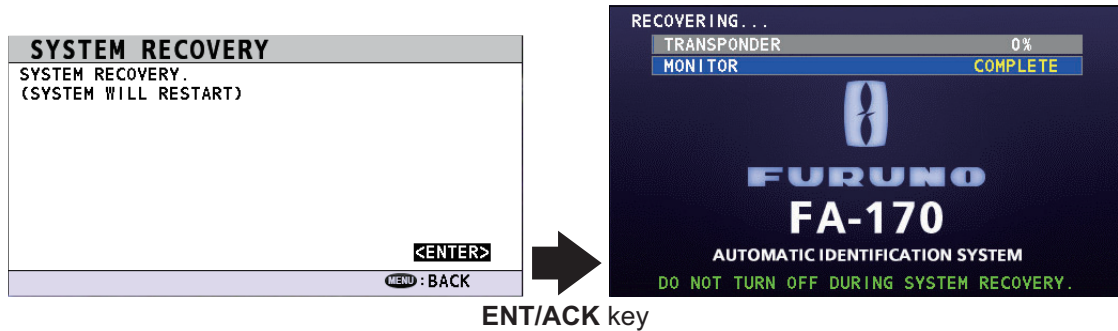 SYSTEM RECOVERY
SYSTEM RECOVERY.
(SYSTEM WILL RESTART)
<ENTER>
MENU : BACK
RECOVERING...
TRANSPONDER 0%
MONITOR COMPLETE
FURUNO
FA-170
AUTOMATIC IDENTIFICATION SYSTEM
DO NOT TURN OFF DURING SYSTEM RECOVERY.
ENT/ACK key